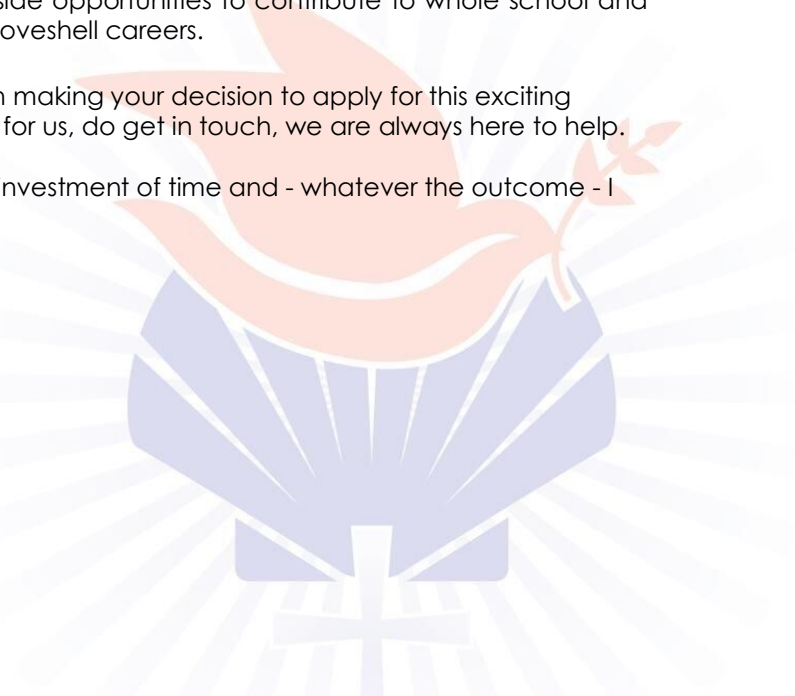 side opportunities to contribute to whole school and
oveshell careers.
making your decision to apply for this exciting
for us, do get in touch, we are always here to help.
investment of time and - whatever the outcome - I